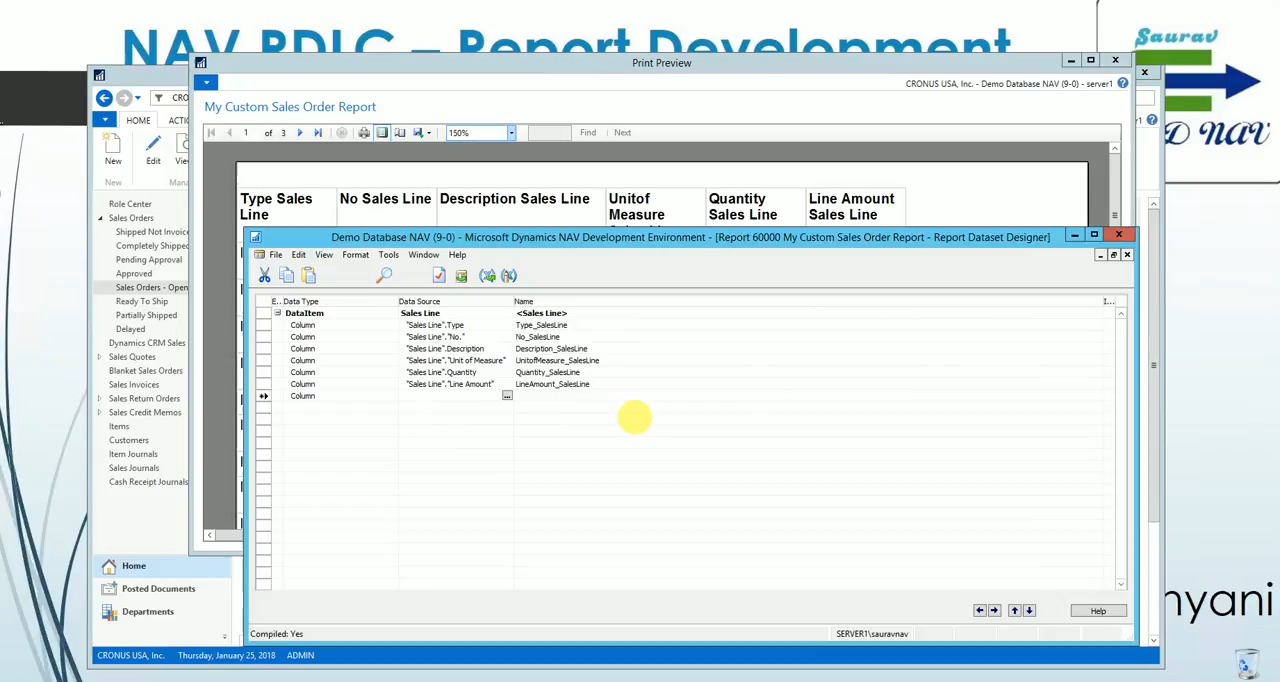 NAV RDLC – Report Development
Saurav
D NAV
Print Preview
CRONUS USA, Inc. - Demo Database NAV (9-0) - server1
My Custom Sales Order Report
CRO
HOME
1 of 3
150%
Find
Next
New
Edit
New
Type Sales Line
No Sales Line
Description Sales Line
Unitof Measure
Quantity Sales Line
Line Amount Sales Line
Role Center
Sales Orders
Shipped Not Invoice
Completely Shipped
Pending Approval
Approved
Sales Orders - Open
Ready To Ship
Partially Shipped
Delayed
Dynamics CRM Sales
Sales Quotes
Blanket Sales Orders
Sales Invoices
Sales Return Orders
Sales Credit Memos
Items
Customers
Item Journals
Sales Journals
Cash Receipt Journals
Home
Posted Documents
Departments
CRONUS USA, Inc.
Thursday, January 25, 2018
ADMIN
Demo Database NAV (9-0) - Microsoft Dynamics NAV Development Environment - [Report 60000 My Custom Sales Order Report - Report Dataset Designer]
File Edit View Format Tools Window Help
E.. Data Type Data Source Name I...
DataItem Sales Line <Sales Line>
Column "Sales Line".Type Type_SalesLine
Column "Sales Line"."No." No_SalesLine
Column "Sales Line".Description Description_SalesLine
Column "Sales Line"."Unit of Measure" UnitofMeasure_SalesLine
Column "Sales Line".Quantity Quantity_SalesLine
Column "Sales Line"."Line Amount" LineAmount_SalesLine
Column ...
Help
Compiled: Yes
SERVER1\sauravnav
nyani